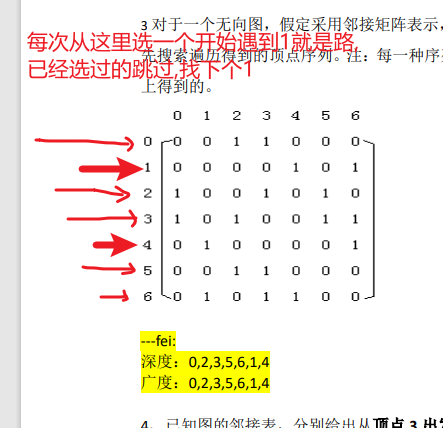 3 对于一个无向图，假定采用邻接矩阵表示，
每次从这里选一个开始遇到1就是路,
先搜索遍历得到的顶点序列。注：每一种序
已经选过的跳过,找下个1
上得到的。
0 1 2 3 4 5 6
0 0 0 1 1 0 0 0
1 0 0 0 0 1 0 1
2 1 0 0 1 0 1 0
3 1 0 1 0 0 1 1
4 0 1 0 0 0 0 1
5 0 0 1 1 0 0 0
6 0 1 0 1 1 0 0
---fei:
深度：0,2,3,5,6,1,4
广度：0,2,3,5,6,1,4
4、已知图的邻接表，分别给出从顶点 3 出发